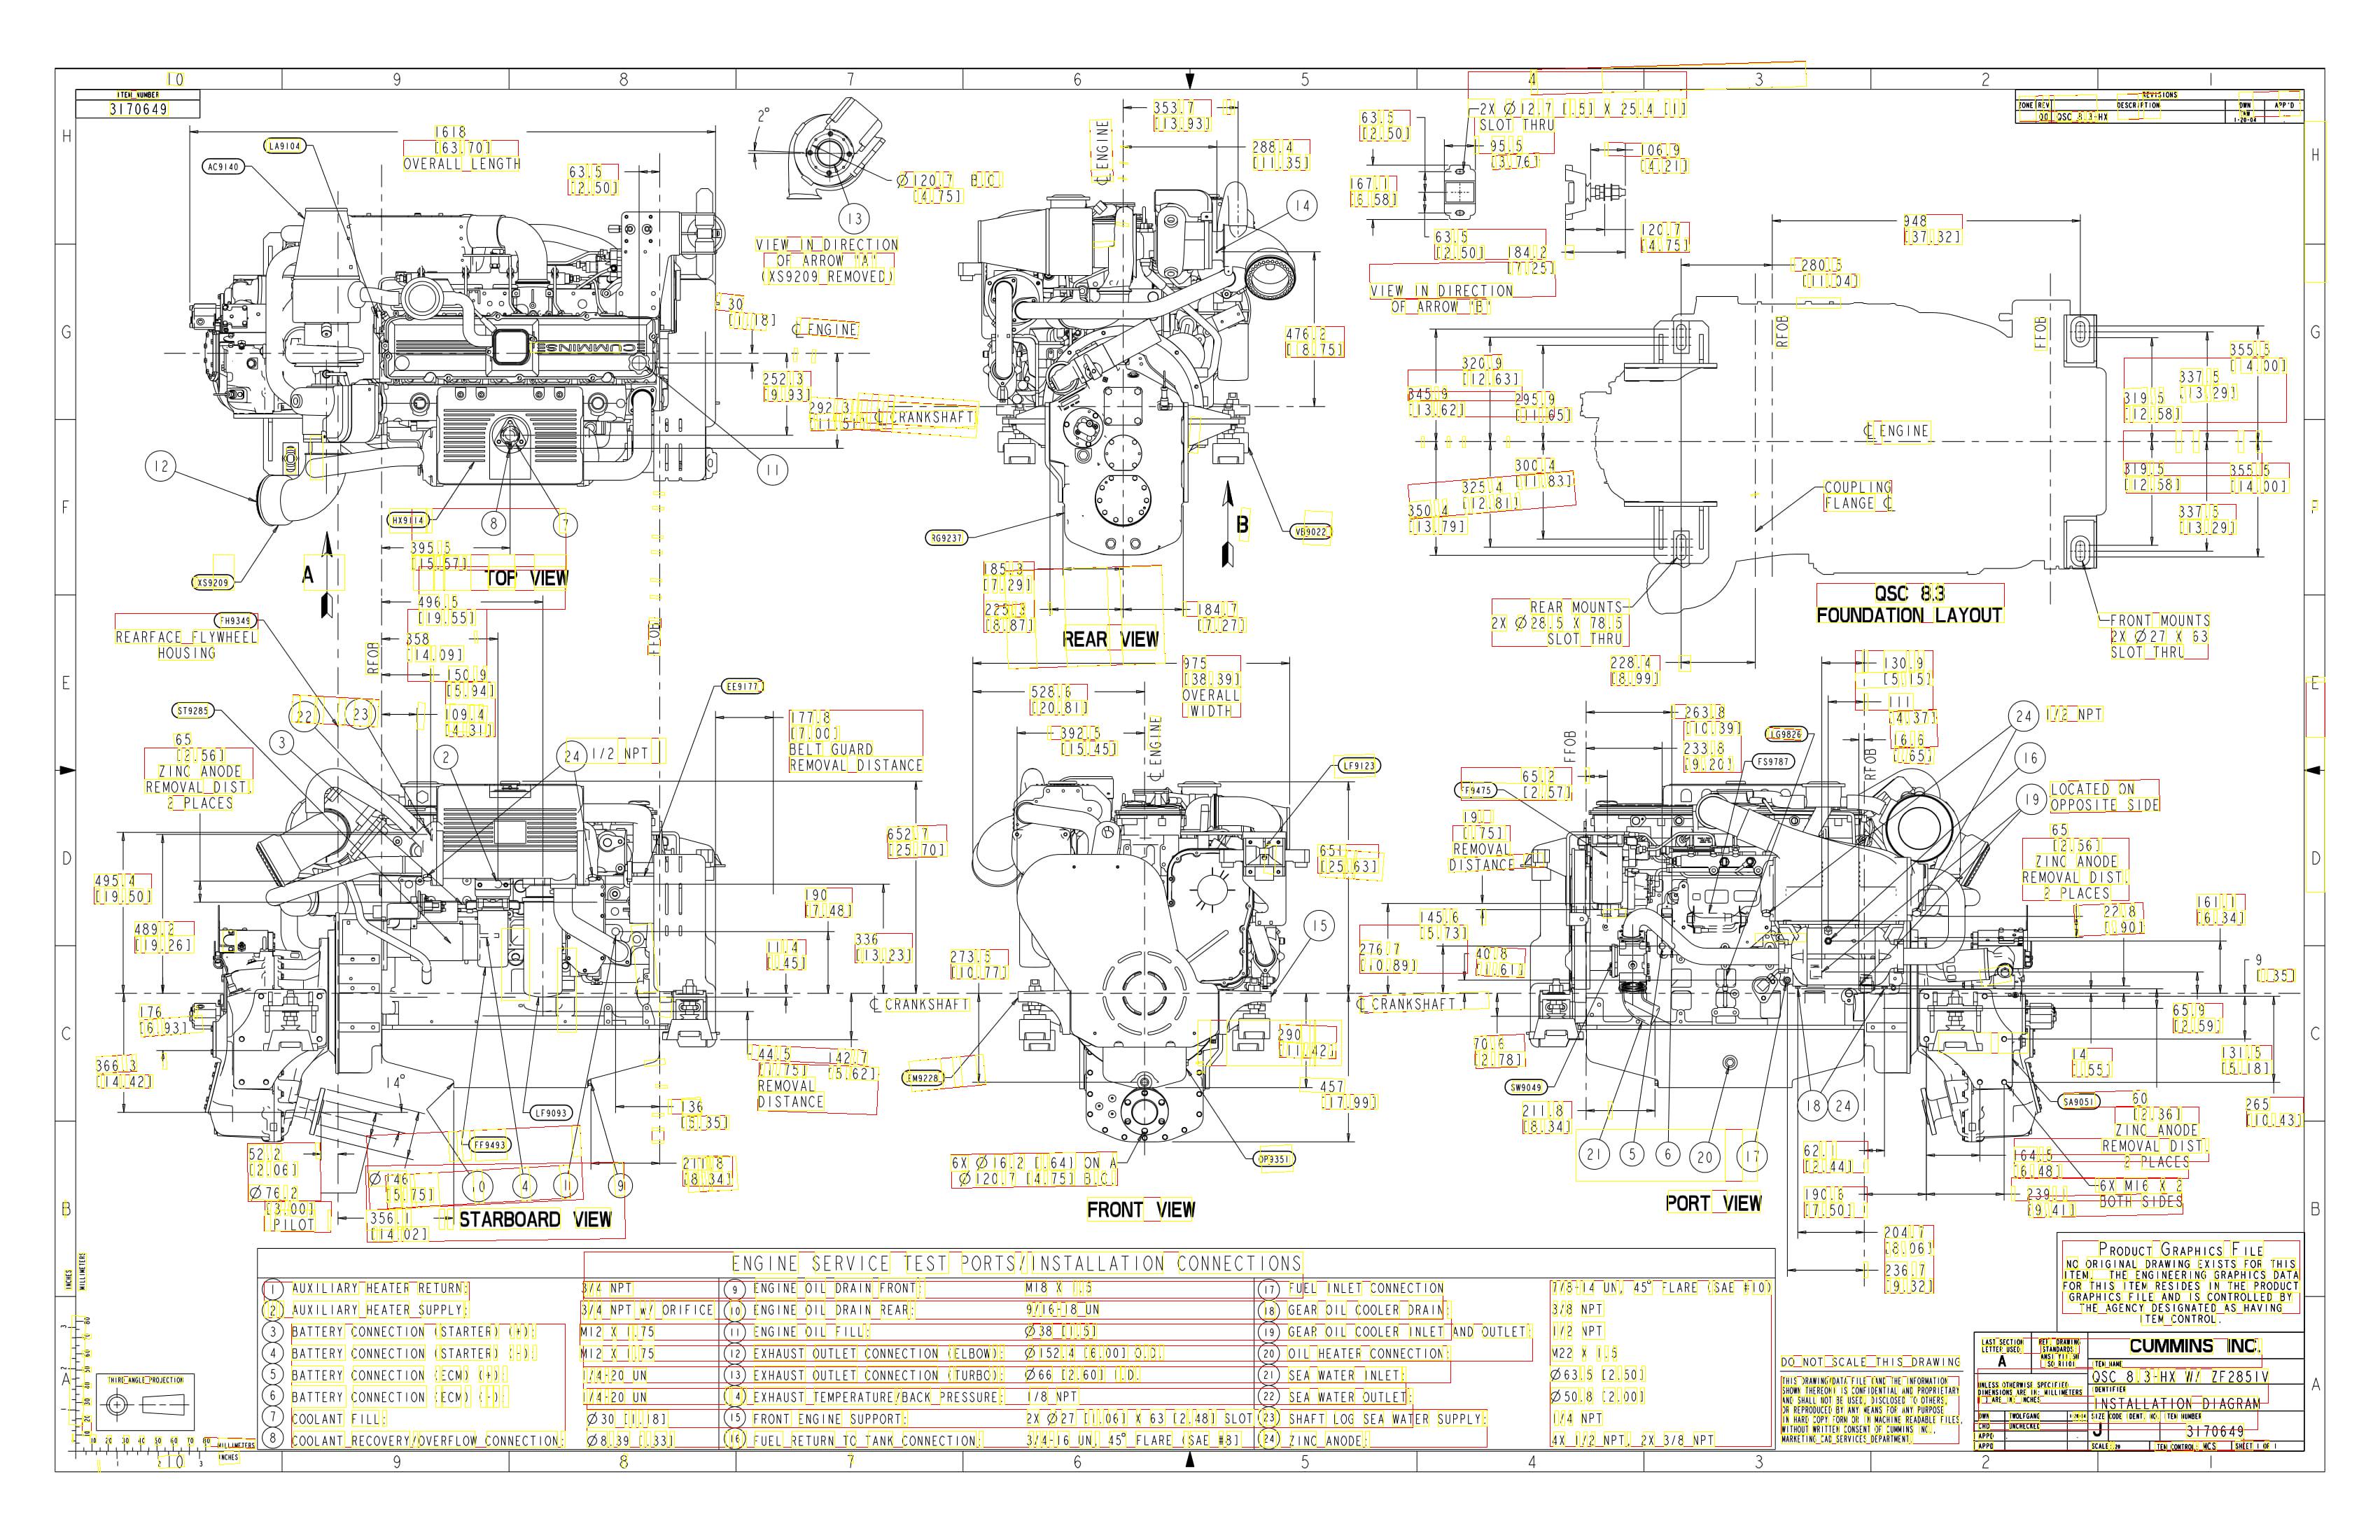 10 9 8 7 6 5 4 3 2 1
ITEM NUMBER
3170649
REVISIONS
ZONE REV DESCRIPTION DWN APP'D
QSC 8.3-HX
1618
[63.70]
OVERALL LENGTH
LA9104
AC9140
63.5
[2.50]
2°
Ø120.7 B.C.
[4.75]
13
VIEW IN DIRECTION
OF ARROW "A"
(XS9209 REMOVED)
30
[1.18]
℄ ENGINE
252.3
[9.93]
292.3
℄ CRANKSHAFT
CUMMINS
11
12
HX9114
8
7
XS9209
A
395.5
[15.57]
TOP VIEW
353.7
[13.93]
℄ ENGINE
288.4
[11.35]
14
476.2
[18.75]
RG9237
B
VB9022
185.3
[7.29]
225.3
[8.87]
184.7
[7.27]
REAR VIEW
2X Ø12.7 [.5] X 25.4 [1]
SLOT THRU
63.5
[2.50]
95.5
[3.76]
106.9
[4.21]
167.1
[6.58]
120.7
[4.75]
63.5
[2.50]
184.2
[7.25]
VIEW IN DIRECTION
OF ARROW "B"
948
[37.32]
280.5
[11.04]
RFOB
FFOB
320.9
[12.63]
345.9
[13.62]
295.9
[11.65]
355.5
[14.00]
337.5
[13.29]
319.5
[12.58]
℄ ENGINE
300.4
[11.83]
325.4
[12.81]
350.4
[13.79]
319.5
[12.58]
355.5
[14.00]
337.5
[13.29]
COUPLING
FLANGE ℄
REAR MOUNTS
2X Ø28.5 X 78.5
SLOT THRU
QSC 8.3
FOUNDATION LAYOUT
FRONT MOUNTS
2X Ø27 X 63
SLOT THRU
FH9349
REARFACE FLYWHEEL
HOUSING
496.5
[19.55]
358
[14.09]
RFOB
FFOB
150.9
[5.94]
109.4
[4.31]
EE9177
ST9285
22
23
3
2
24
1/2 NPT
65
[2.56]
ZINC ANODE
REMOVAL DIST.
2 PLACES
177.8
[7.00]
BELT GUARD
REMOVAL DISTANCE
652.7
[25.70]
495.4
[19.50]
489.2
[19.26]
190
[7.48]
11.4
[.45]
336
[13.23]
℄ CRANKSHAFT
176
[6.93]
366.3
[14.42]
14°
44.5
[1.75]
REMOVAL
DISTANCE
142.7
[5.62]
LF9093
FF9493
136
[5.35]
211.8
[8.34]
52.2
[2.06]
Ø76.2
[3.00]
PILOT
Ø146
[5.75]
356.1
[14.02]
10
4
11
9
STARBOARD VIEW
975
[38.39]
OVERALL
WIDTH
528.6
[20.81]
392.5
[15.45]
℄ ENGINE
LF9123
651
[25.63]
15
273.5
[10.77]
℄ CRANKSHAFT
290
[11.42]
457
[17.99]
EM9228
6X Ø16.2 [.64] ON A
Ø120.7 [4.75] B.C.
OP9351
FRONT VIEW
228.4
[8.99]
130.9
[5.15]
111
[4.37]
16.6
[.65]
263.8
[10.39]
233.8
[9.20]
FFOB
RFOB
LG9826
FS9787
FF9475
65.2
[2.57]
24
1/2 NPT
16
19
LOCATED ON
OPPOSITE SIDE
19.1
[.75]
REMOVAL
DISTANCE
65
[2.56]
ZINC ANODE
REMOVAL DIST.
2 PLACES
22.8
[.90]
161.1
[6.34]
145.6
[5.73]
276.7
[10.89]
40.8
[1.61]
9
[.35]
65.9
[2.59]
70.6
[2.78]
14
[.55]
131.5
[5.18]
SW9049
211.8
[8.34]
18
24
SA9051
60
[2.36]
ZINC ANODE
REMOVAL DIST.
2 PLACES
265
[10.43]
21
5
6
20
17
62.1
[2.44]
164.5
[6.48]
190.6
[7.50]
239.1
[9.41]
6X M16 X 2
BOTH SIDES
204.7
[8.06]
236.7
[9.32]
PORT VIEW
ENGINE SERVICE TEST PORTS/INSTALLATION CONNECTIONS
1 AUXILIARY HEATER RETURN: 3/4 NPT
2 AUXILIARY HEATER SUPPLY: 3/4 NPT W/ ORIFICE
3 BATTERY CONNECTION (STARTER) (+): M12 X 1.75
4 BATTERY CONNECTION (STARTER) (-): M12 X 1.75
5 BATTERY CONNECTION (ECM) (+): 1/4-20 UN
6 BATTERY CONNECTION (ECM) (-): 1/4-20 UN
7 COOLANT FILL: Ø30 [1.18]
8 COOLANT RECOVERY/OVERFLOW CONNECTION: Ø8.39 [.33]
9 ENGINE OIL DRAIN FRONT: M18 X 1.5
10 ENGINE OIL DRAIN REAR: 9/16-18 UN
11 ENGINE OIL FILL: Ø38 [1.5]
12 EXHAUST OUTLET CONNECTION (ELBOW): Ø152.4 [6.00] O.D.
13 EXHAUST OUTLET CONNECTION (TURBO): Ø66 [2.60] I.D.
14 EXHAUST TEMPERATURE/BACK PRESSURE: 1/8 NPT
15 FRONT ENGINE SUPPORT: 2X Ø27 [1.06] X 63 [2.48] SLOT
16 FUEL RETURN TO TANK CONNECTION: 3/4-16 UN, 45° FLARE (SAE #8)
17 FUEL INLET CONNECTION 7/8-14 UN, 45° FLARE (SAE #10)
18 GEAR OIL COOLER DRAIN: 3/8 NPT
19 GEAR OIL COOLER INLET AND OUTLET: 1/2 NPT
20 OIL HEATER CONNECTION: M22 X 1.5
21 SEA WATER INLET: Ø63.5 [2.50]
22 SEA WATER OUTLET: Ø50.8 [2.00]
23 SHAFT LOG SEA WATER SUPPLY: 1/4 NPT
24 ZINC ANODE: 4X 1/2 NPT, 2X 3/8 NPT
THIRD ANGLE PROJECTION
INCHES
MILLIMETERS
PRODUCT GRAPHICS FILE
NO ORIGINAL DRAWING EXISTS FOR THIS
ITEM. THE ENGINEERING GRAPHICS DATA
FOR THIS ITEM RESIDES IN THE PRODUCT
GRAPHICS FILE AND IS CONTROLLED BY
THE AGENCY DESIGNATED AS HAVING
ITEM CONTROL.
DO NOT SCALE THIS DRAWING
THIS DRAWING/DATA FILE (AND THE INFORMATION
SHOWN THEREON) IS CONFIDENTIAL AND PROPRIETARY
AND SHALL NOT BE USED, DISCLOSED TO OTHERS,
OR REPRODUCED BY ANY MEANS FOR ANY PURPOSE
IN HARD COPY FORM OR IN MACHINE READABLE FILES,
WITHOUT WRITTEN CONSENT OF CUMMINS INC.,
MARKETING CAD SERVICES DEPARTMENT.
LAST SECTION
LETTER USED:
A
REF. DRAWING
STANDARDS
CUMMINS INC.
UNLESS OTHERWISE SPECIFIED
DIMENSIONS ARE IN: MILLIMETERS
[ ] ARE IN: INCHES
ITEM NAME
QSC 8.3-HX W/ ZF285IV
IDENTIFIER
INSTALLATION DIAGRAM
DWN TWOLFGANG
CHD UNCHECKED
APPD
APPD
SIZE CODE IDENT. NO. ITEM NUMBER
J 3170649
ITEM CONTROL: MCS SHEET 1 OF 1